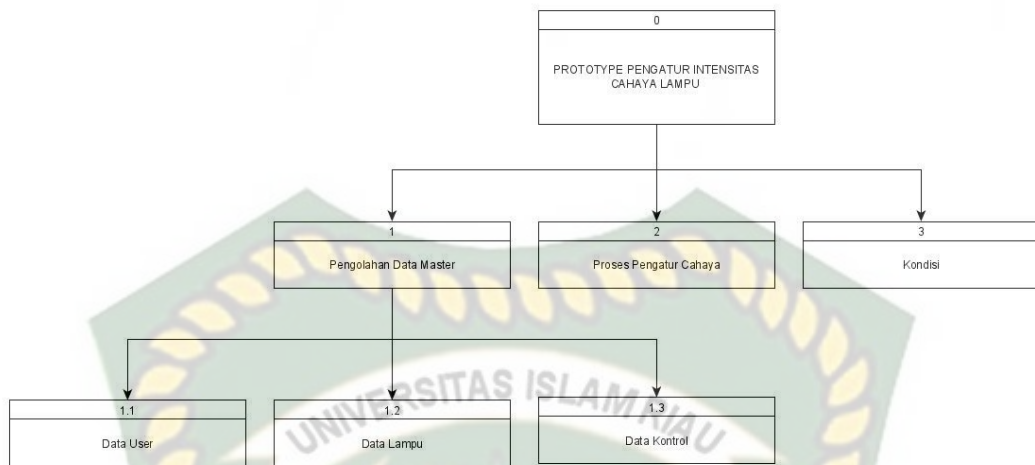 0
PROTOTYPE PENGATUR INTENSITAS
CAHAYA LAMPU
1
Pengolahan Data Master
2
Proses Pengatur Cahaya
3
Kondisi
1.1
Data User
1.2
Data Lampu
1.3
Data Kontrol
UNIVERSITAS ISLAM RIAU